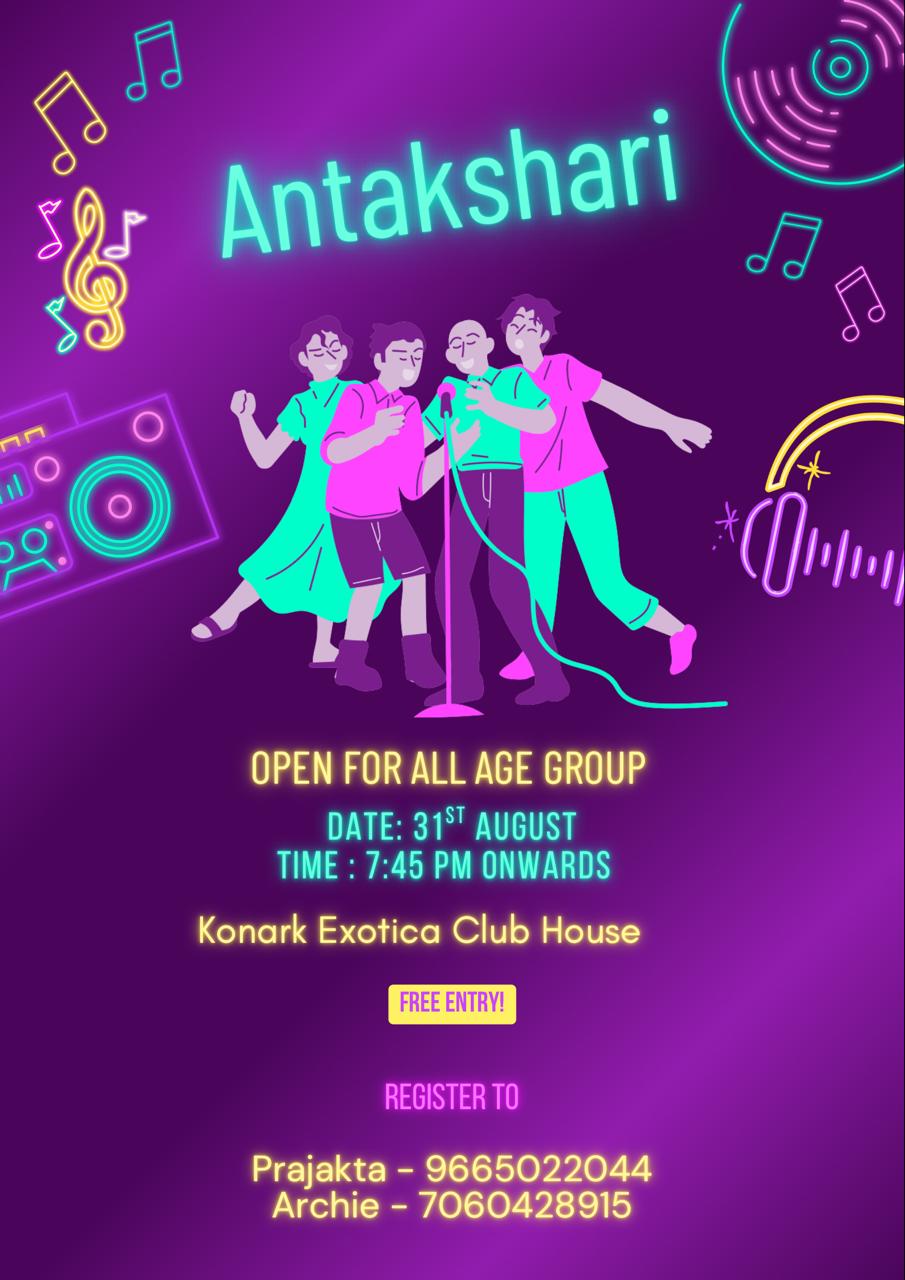 Antakshari
OPEN FOR ALL AGE GROUP
DATE: 31ST AUGUST
TIME : 7:45 PM ONWARDS
Konark Exotica Club House
FREE ENTRY!
REGISTER TO
Prajakta - 9665022044
Archie - 7060428915